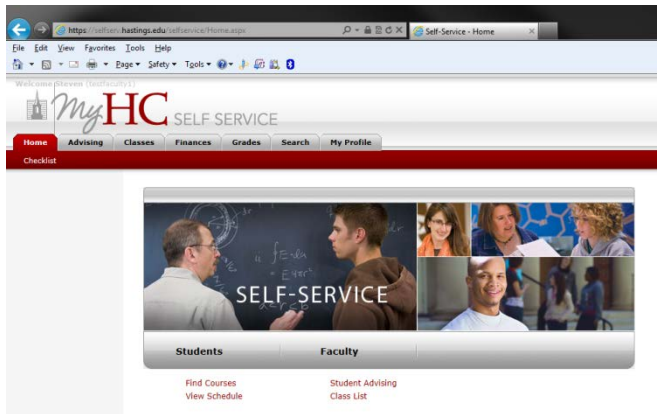 https://selfserv.hastings.edu/selfservice/Home.aspx
Self-Service - Home
File Edit View Favorites Tools Help
Page Safety Tools
Welcome Steven (testfaculty1)
MyHC SELF SERVICE
Home Advising Classes Finances Grades Search My Profile
Checklist
SELF-SERVICE
Students Faculty
Find Courses Student Advising
View Schedule Class List